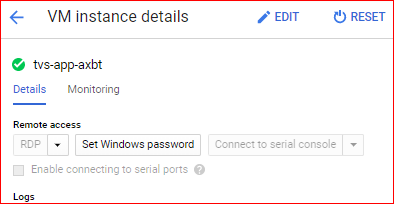 VM instance details EDIT RESET
tvs-app-axbt
Details Monitoring
Remote access
RDP Set Windows password Connect to serial console
Enable connecting to serial ports ?
Logs